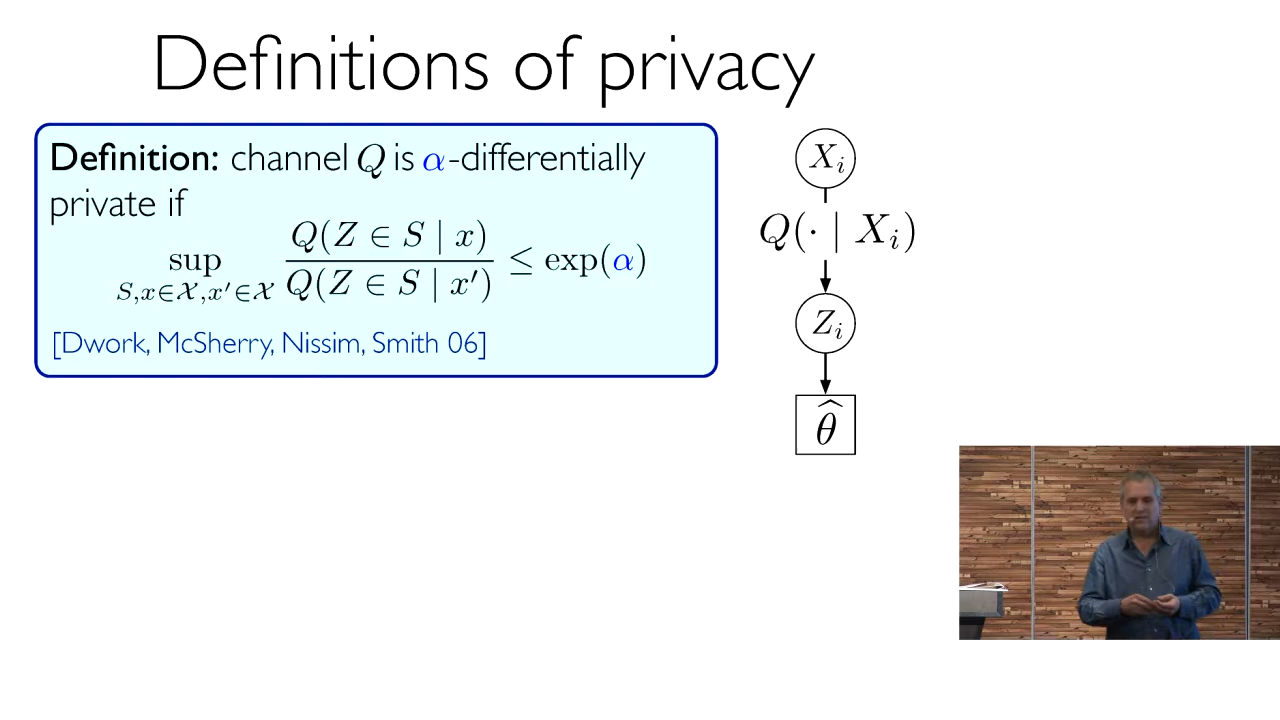 Definitions of privacy
Definition: channel Q is α-differentially
private if
sup_{S,x∈𝒳,x′∈𝒳} Q(Z ∈ S | x) / Q(Z ∈ S | x′) ≤ exp(α)
[Dwork, McSherry, Nissim, Smith 06]
X_i
Q(· | X_i)
Z_i
θ̂